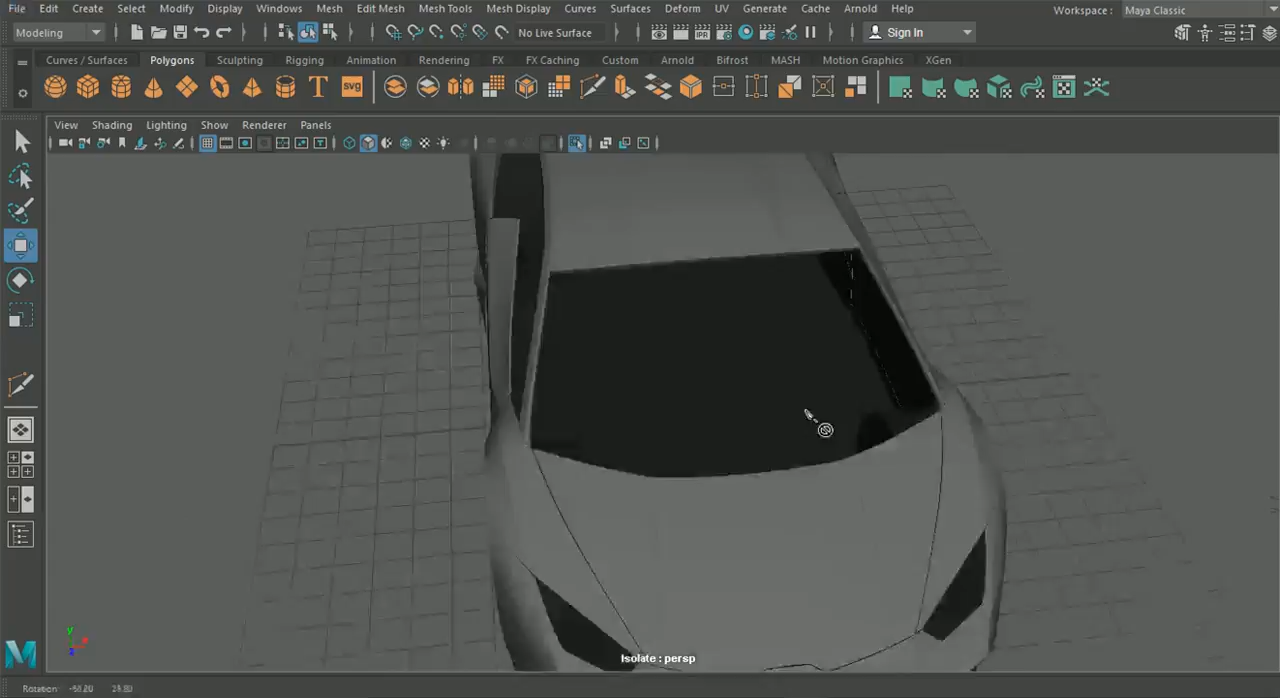 File Edit Create Select Modify Display Windows Mesh Edit Mesh Mesh Tools Mesh Display Curves Surfaces Deform UV Generate Cache Arnold Help Workspace : Maya Classic
Modeling No Live Surface Sign In
Curves / Surfaces Polygons Sculpting Rigging Animation Rendering FX FX Caching Custom Arnold Bifrost MASH Motion Graphics XGen
T SVG IPR
View Shading Lighting Show Renderer Panels
y
z
Isolate : persp
M
Rotation